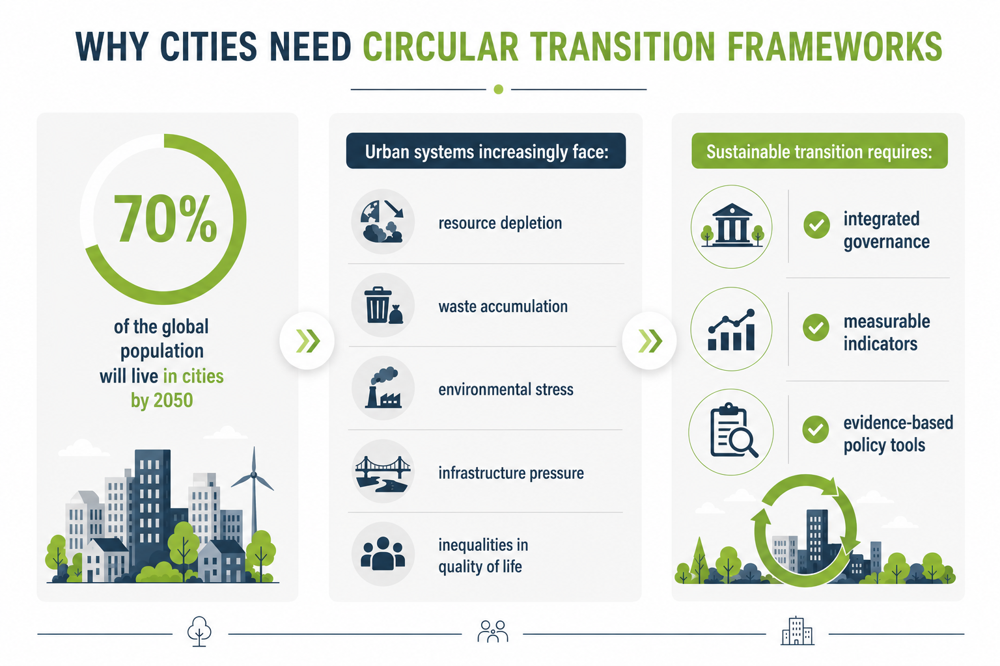 WHY CITIES NEED CIRCULAR TRANSITION FRAMEWORKS
70%
of the global
population
will live in cities
by 2050
Urban systems increasingly face:
resource depletion
waste accumulation
environmental stress
infrastructure pressure
inequalities in
quality of life
Sustainable transition requires:
integrated
governance
measurable
indicators
evidence-based
policy tools